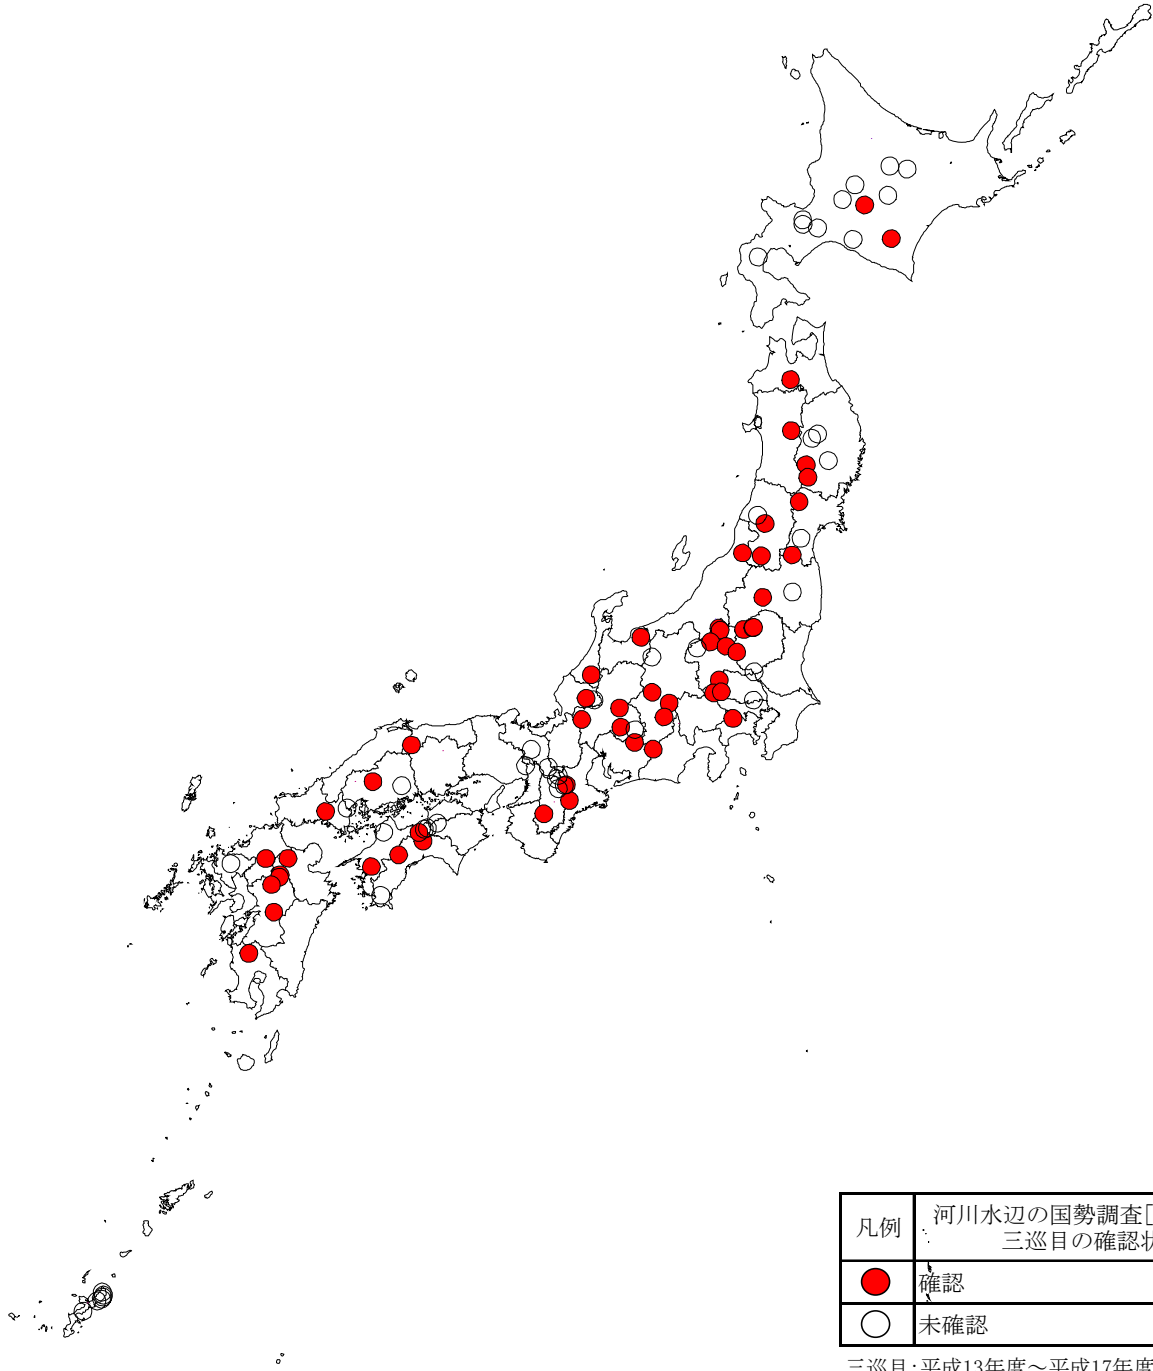 凡例
河川水辺の国勢調査[
三巡目の確認状
確認
未確認
三巡目:平成13年度～平成17年度